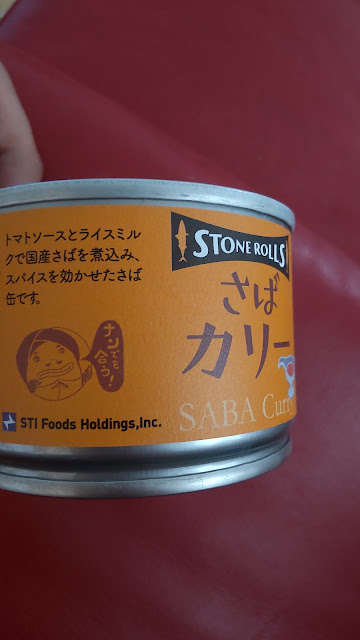 トマトソースとライスミル
クで国産さばを煮込み、
スパイスを効かせたさば
缶です。
ナンでも
合う!
STI Foods Holdings,Inc.
STONE ROLLS
さば
カリー
SABA Curr